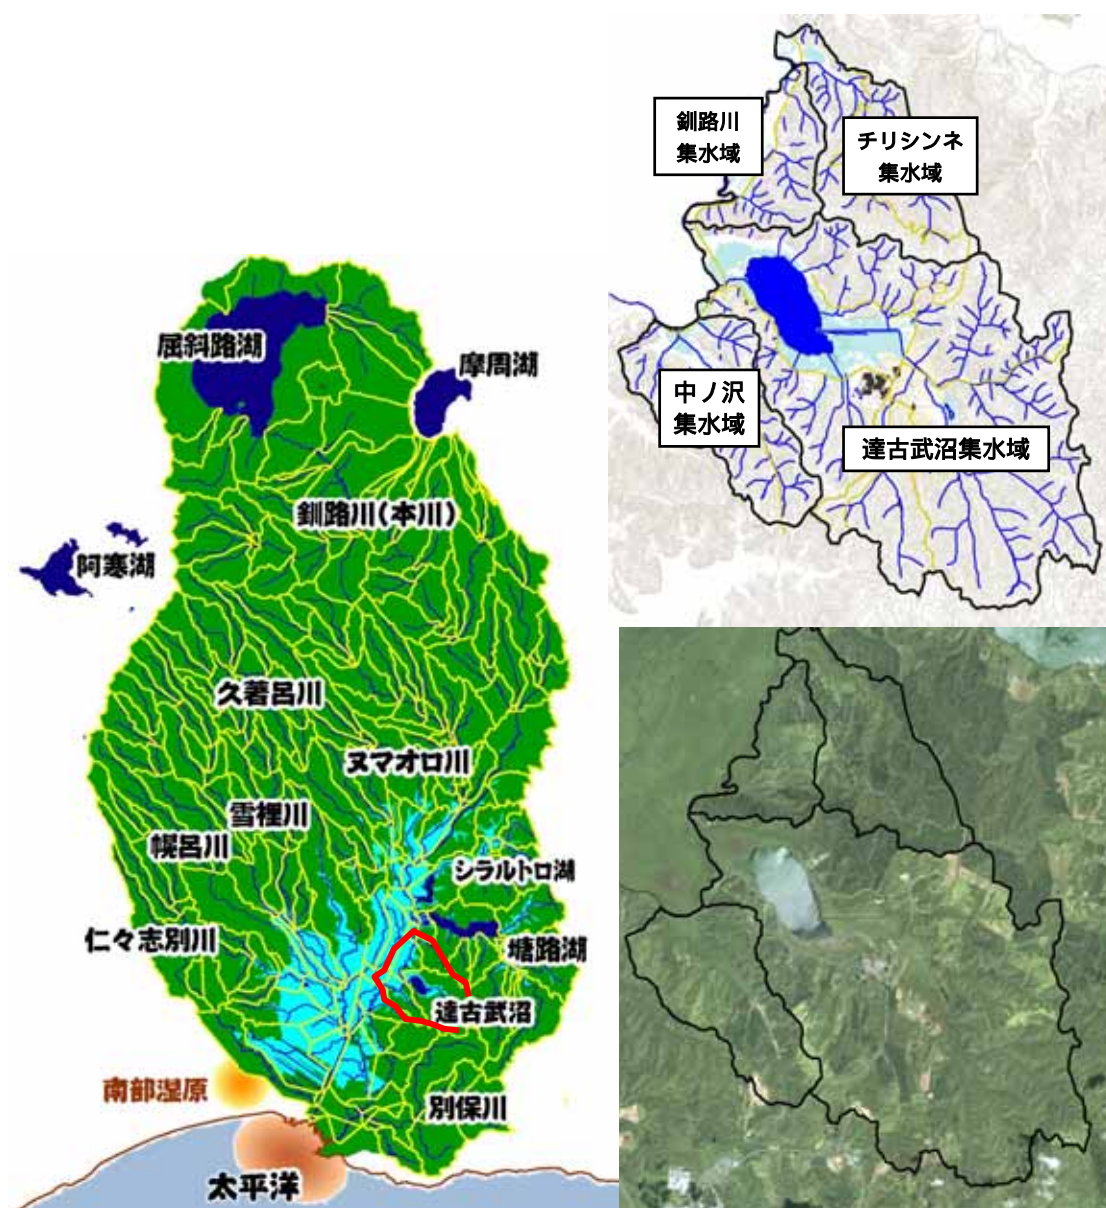 屈斜路湖
摩周湖
釧路川(本川)
阿寒湖
久著呂川
ヌマオロ川
雪裡川
幌呂川
シラルトロ湖
仁々志別川
塘路湖
達古武沼
南部湿原
別保川
太平洋
釧路川
集水域
チリシンネ
集水域
中ノ沢
集水域
達古武沼集水域